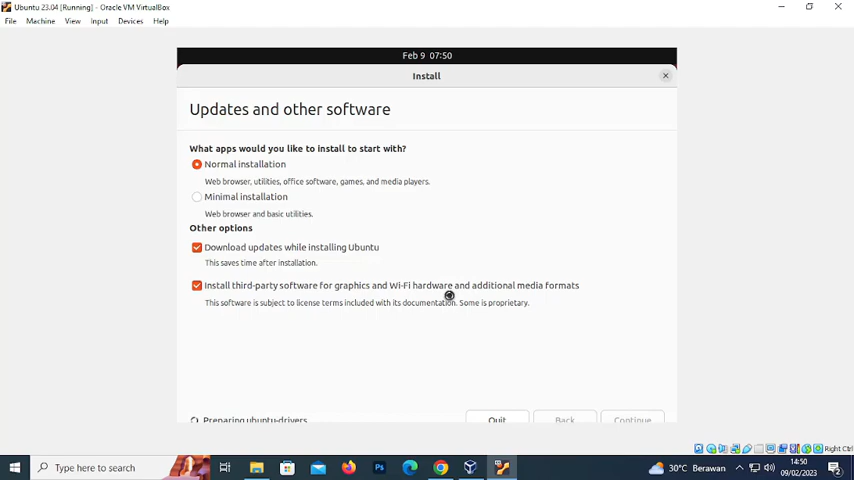 Ubuntu 23.04 [Running] - Oracle VM VirtualBox
File Machine View Input Devices Help
Feb 9 07:50
Install
Updates and other software
What apps would you like to install to start with?
Normal installation
Web browser, utilities, office software, games, and media players.
Minimal installation
Web browser and basic utilities.
Other options
Download updates while installing Ubuntu
This saves time after installation.
Install third-party software for graphics and Wi-Fi hardware and additional media formats
This software is subject to license terms included with its documentation. Some is proprietary.
Preparing ubuntu-drivers
Quit Back Continue
Right Ctrl
Type here to search
Ps
30°C Berawan
14:50
09/02/2023
2